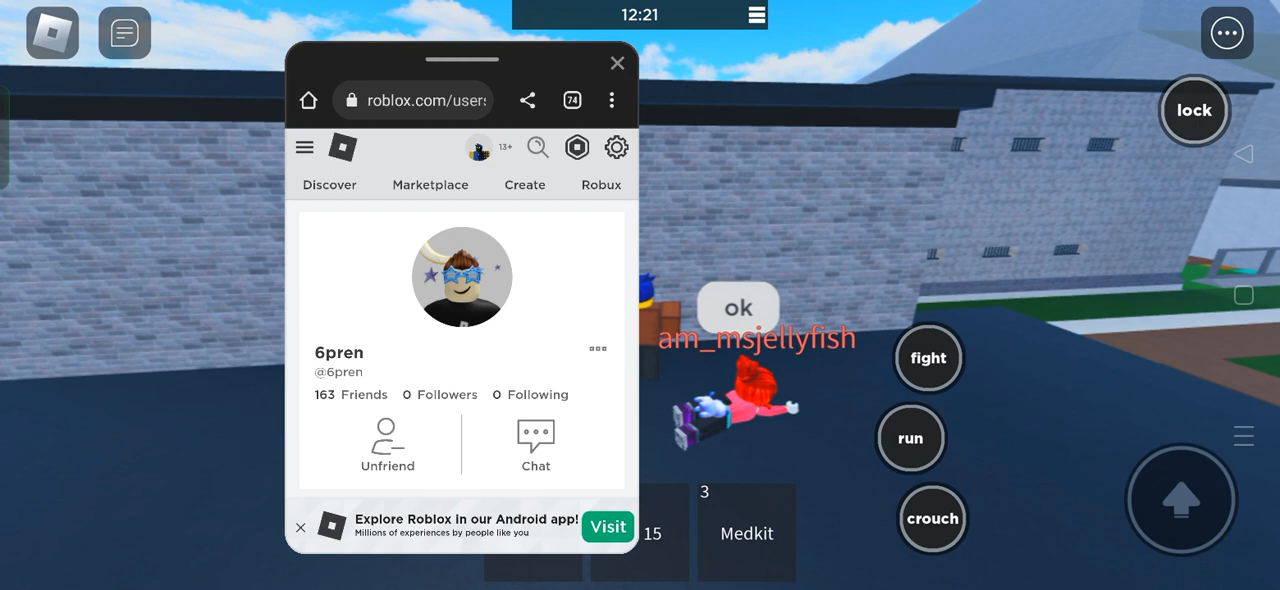 12:21
74
roblox.com/users
13+
Discover Marketplace Create Robux
6pren
@6pren
163 Friends 0 Followers 0 Following
Unfriend Chat
Explore Roblox in our Android app!
Millions of experiences by people like you
Visit
lock
ok
am_msjellyfish
fight
run
crouch
15
3
Medkit